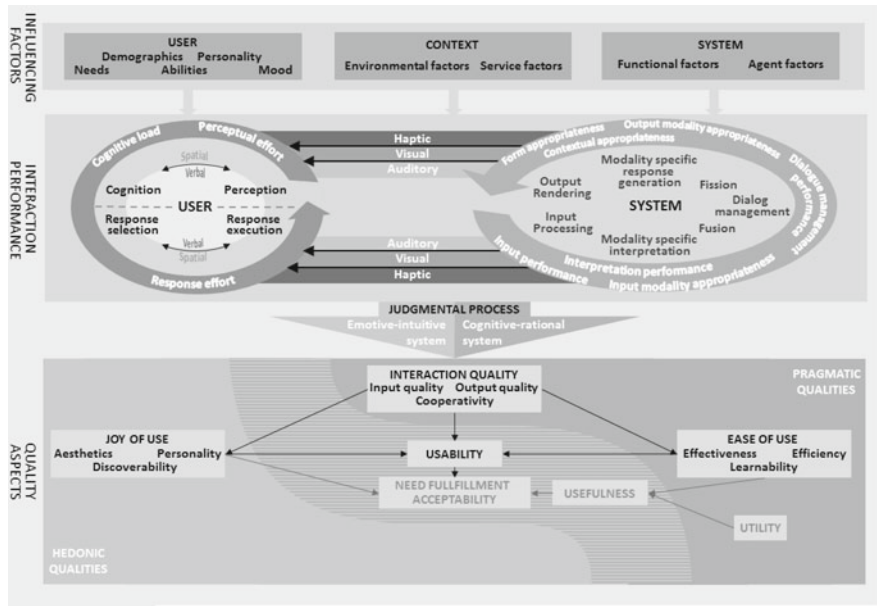 INFLUENCING
FACTORS
USER
Demographics Personality
Needs Abilities Mood
CONTEXT
Environmental factors Service factors
SYSTEM
Functional factors Agent factors
INTERACTION
PERFORMANCE
Cognitive load
Perceptual effort
Spatial
Verbal
Cognition Perception
USER
Response
selection
Response
execution
Verbal
Spatial
Response effort
Haptic
Visual
Auditory
Auditory
Visual
Haptic
Form appropriateness
Contextual appropriateness
Output modality appropriateness
Dialogue management
performance
Modality specific
response
generation
Output
Rendering
Fission
SYSTEM
Dialog
management
Input
Processing
Fusion
Modality specific
interpretation
Input performance
Interpretation performance
Input modality appropriateness
JUDGMENTAL PROCESS
Emotive-intuitive
system
Cognitive-rational
system
QUALITY
ASPECTS
INTERACTION QUALITY
Input quality Output quality
Cooperativity
PRAGMATIC
QUALITIES
JOY OF USE
Aesthetics Personality
Discoverability
USABILITY
EASE OF USE
Effectiveness Efficiency
Learnability
NEED FULLFILLMENT
ACCEPTABILITY
USEFULNESS
UTILITY
HEDONIC
QUALITIES